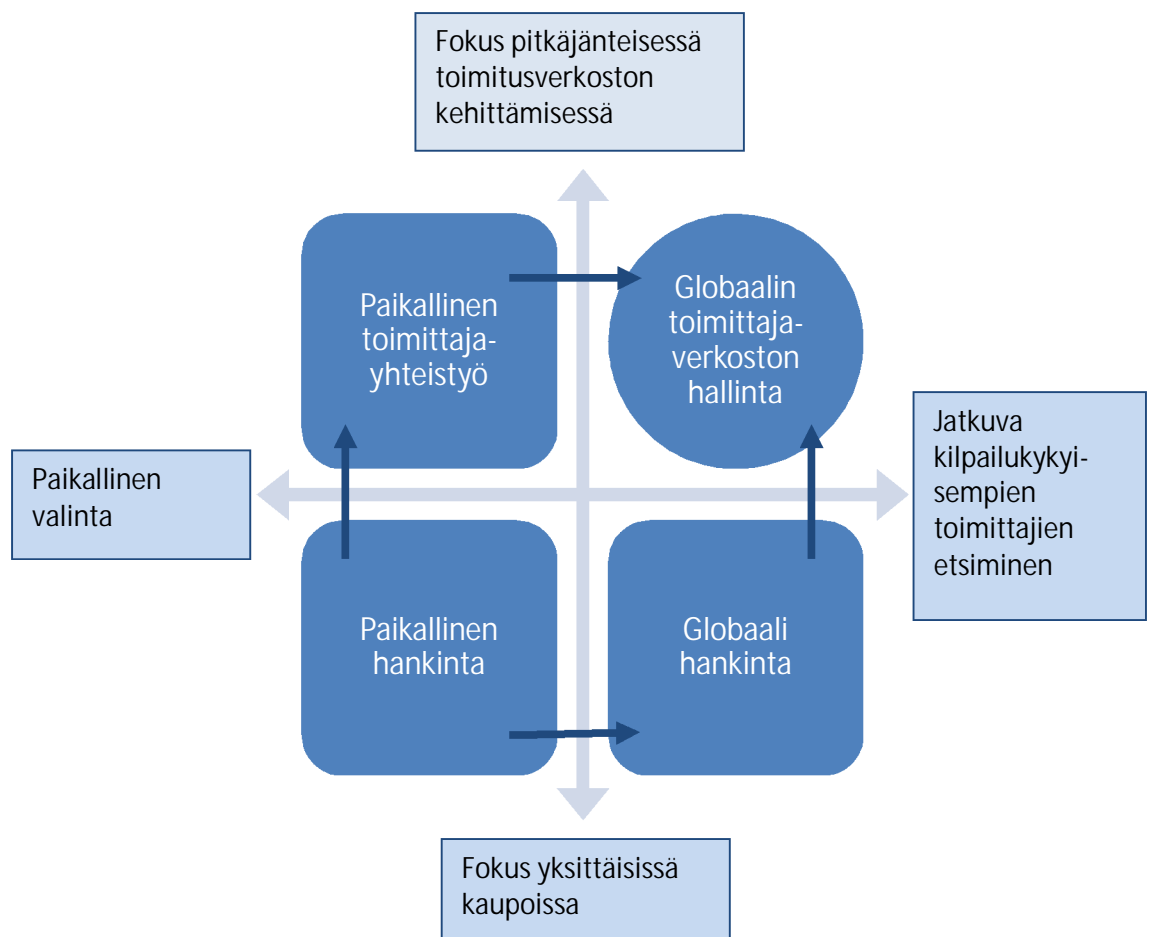 Fokus pitkäjänteisessä
toimitusverkoston
kehittämisessä
Paikallinen
toimittaja-
yhteistyö
Globaalin
toimittaja-
verkoston
hallinta
Paikallinen
valinta
Jatkuva
kilpailukykyi-
sempien
toimittajien
etsiminen
Paikallinen
hankinta
Globaali
hankinta
Fokus yksittäisissä
kaupoissa